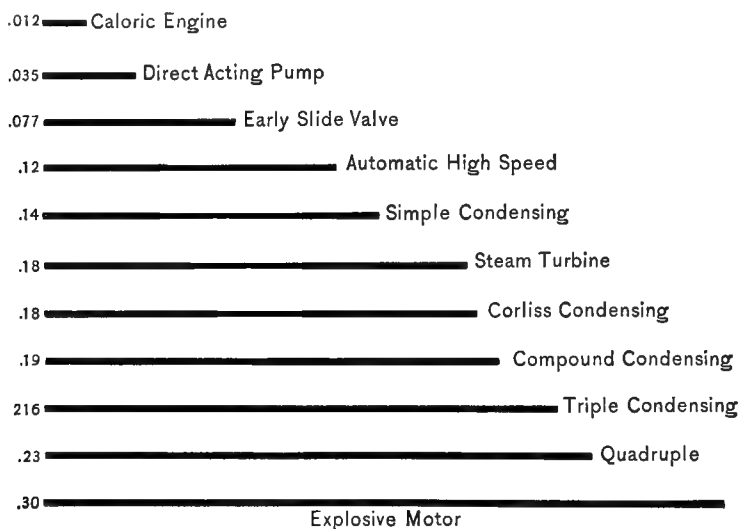 .012 Caloric Engine
.035 Direct Acting Pump
.077 Early Slide Valve
.12 Automatic High Speed
.14 Simple Condensing
.18 Steam Turbine
.18 Corliss Condensing
.19 Compound Condensing
216 Triple Condensing
.23 Quadruple
.30
Explosive Motor